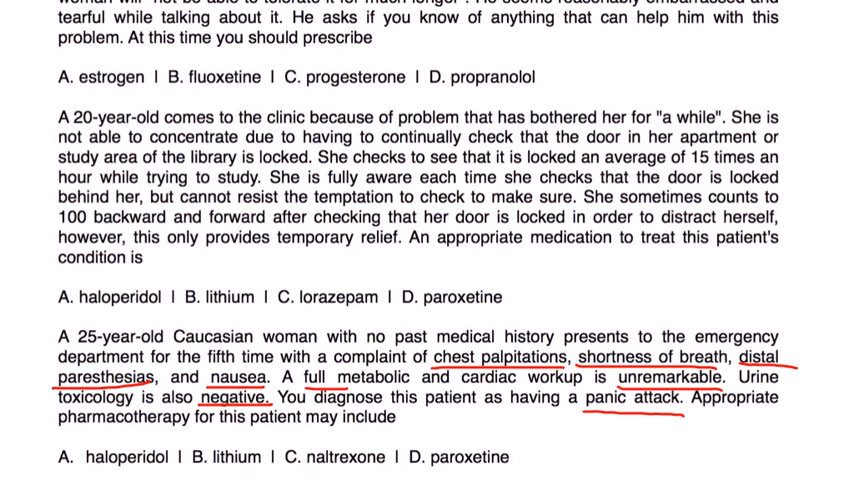 tearful while talking about it. He asks if you know of anything that can help him with this
problem. At this time you should prescribe
A. estrogen I B. fluoxetine I C. progesterone I D. propranolol
A 20-year-old comes to the clinic because of problem that has bothered her for "a while". She is
not able to concentrate due to having to continually check that the door in her apartment or
study area of the library is locked. She checks to see that it is locked an average of 15 times an
hour while trying to study. She is fully aware each time she checks that the door is locked
behind her, but cannot resist the temptation to check to make sure. She sometimes counts to
100 backward and forward after checking that her door is locked in order to distract herself,
however, this only provides temporary relief. An appropriate medication to treat this patient's
condition is
A. haloperidol I B. lithium I C. lorazepam I D. paroxetine
A 25-year-old Caucasian woman with no past medical history presents to the emergency
department for the fifth time with a complaint of chest palpitations, shortness of breath, distal
paresthesias, and nausea. A full metabolic and cardiac workup is unremarkable. Urine
toxicology is also negative. You diagnose this patient as having a panic attack. Appropriate
pharmacotherapy for this patient may include
A. haloperidol I B. lithium I C. naltrexone I D. paroxetine